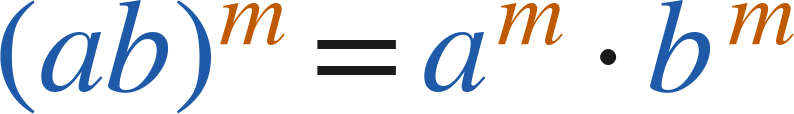 (ab)^m = a^m · b^m